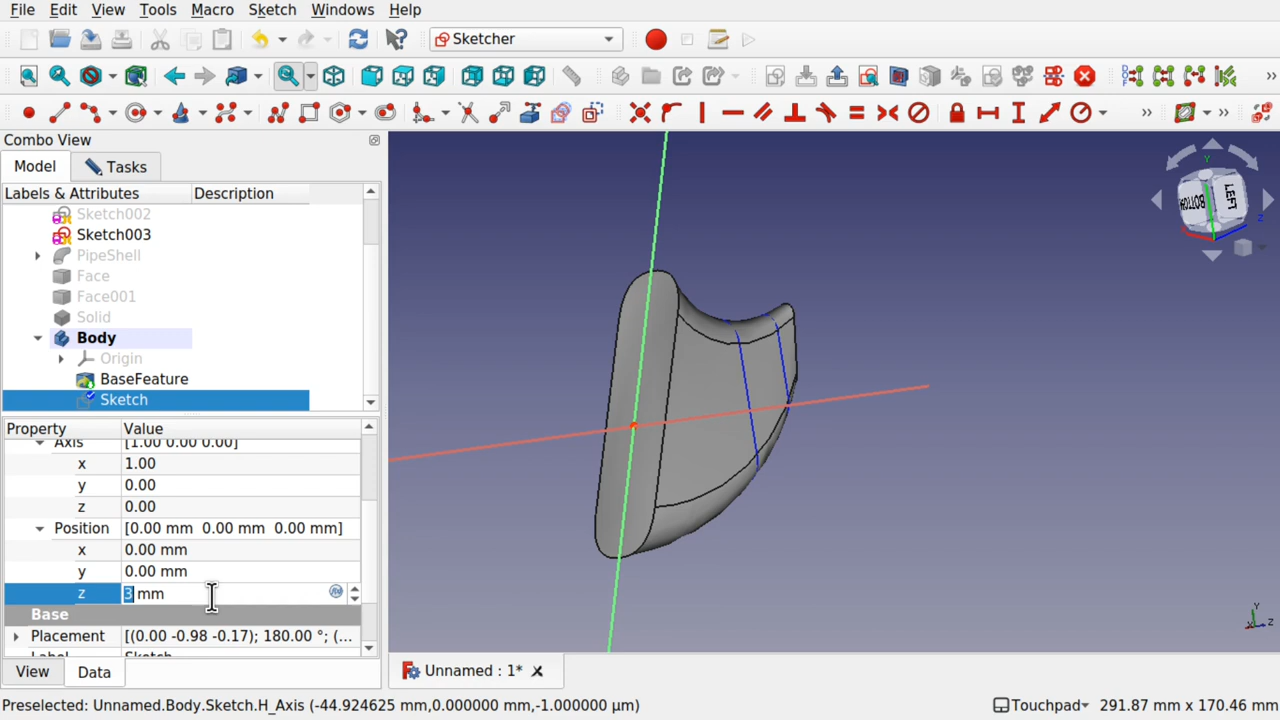 File Edit View Tools Macro Sketch Windows Help
Sketcher
Combo View
Model Tasks
Labels & Attributes Description
Sketch002
Sketch003
PipeShell
Face
Face001
Solid
Body
Origin
BaseFeature
Sketch
Property Value
Axis [1.00 0.00 0.00]
x 1.00
y 0.00
z 0.00
Position [0.00 mm 0.00 mm 0.00 mm]
x 0.00 mm
y 0.00 mm
z 3 mm
Base
Placement [(0.00 -0.98 -0.17); 180.00 °; (...
View Data
Y
BOTTOM LEFT
Z
Y
X Z
Unnamed : 1*
Preselected: Unnamed.Body.Sketch.H_Axis (-44.924625 mm,0.000000 mm,-1.000000 µm)
Touchpad 291.87 mm x 170.46 mm